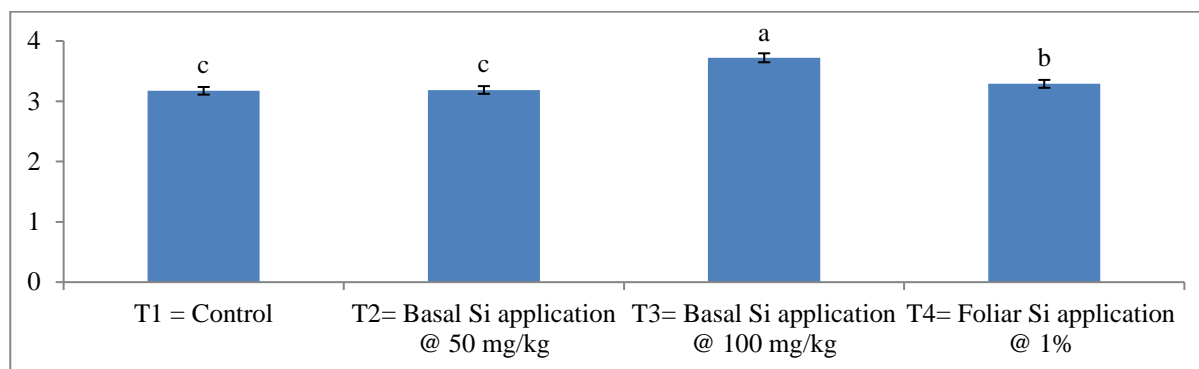 4
3
2
1
0
c
c
a
b
T1 = Control
T2= Basal Si application
@ 50 mg/kg
T3= Basal Si application
@ 100 mg/kg
T4= Foliar Si application
@ 1%